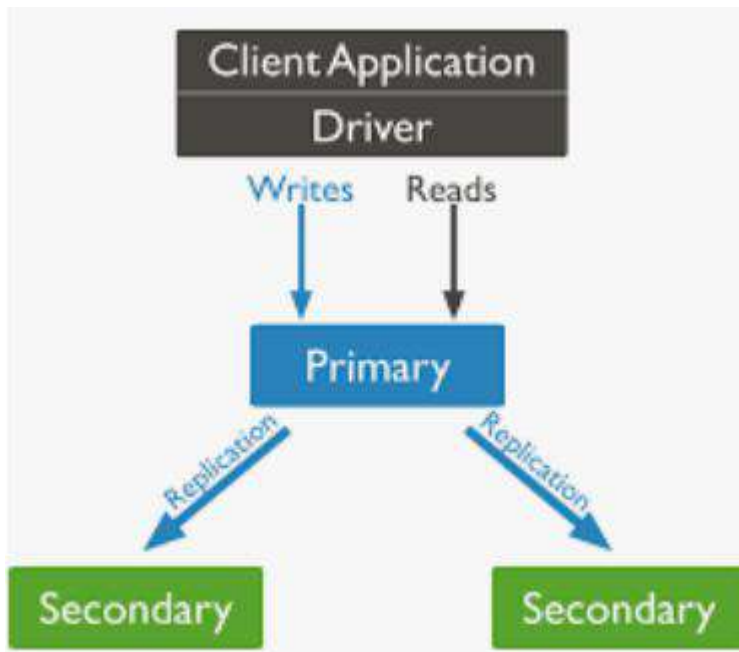 Client Application
Driver
Writes
Reads
Primary
Replication
Replication
Secondary
Secondary